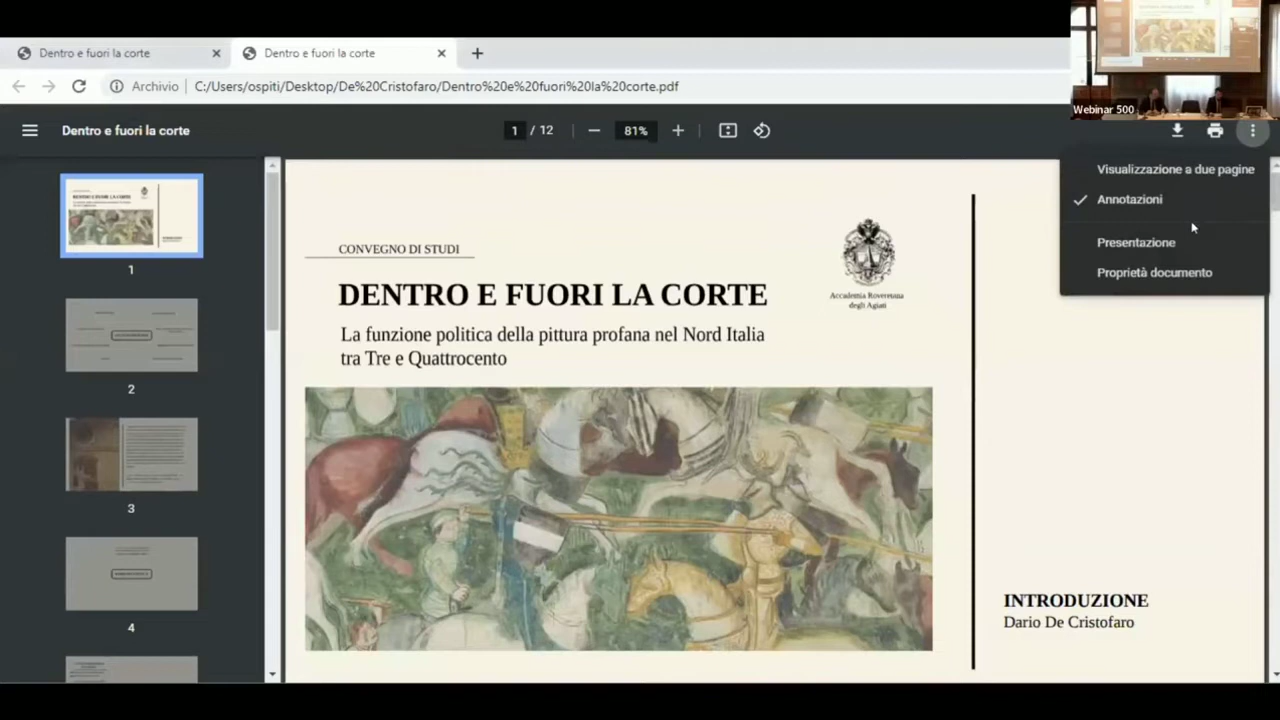 Dentro e fuori la corte
Dentro e fuori la corte
Archivio
C:/Users/ospiti/Desktop/De%20Cristofaro/Dentro%20e%20fuori%20la%20corte.pdf
Webinar 500
Dentro e fuori la corte
1 / 12
81%
Visualizzazione a due pagine
Annotazioni
Presentazione
Proprietà documento
1
2
3
4
CONVEGNO DI STUDI
DENTRO E FUORI LA CORTE
La funzione politica della pittura profana nel Nord Italia
tra Tre e Quattrocento
Accademia Roveretana
degli Agiati
INTRODUZIONE
Dario De Cristofaro